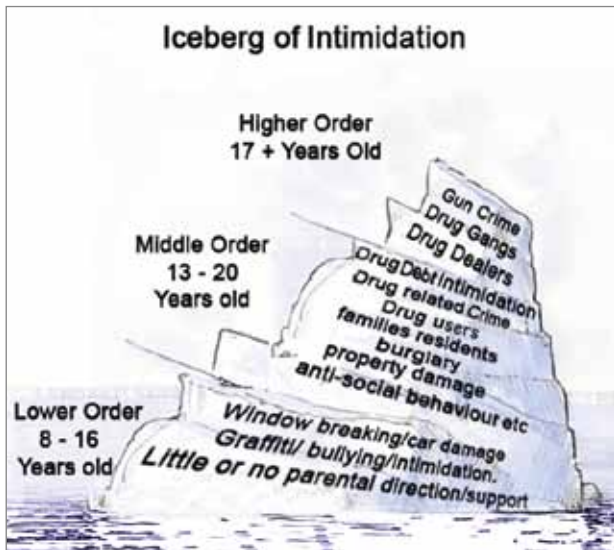 Iceberg of Intimidation
Higher Order
17 + Years Old
Gun Crime
Drug Gangs
Drug Dealers
Middle Order
13 - 20
Years old
Drug Debt intimidation
Drug related Crime
Drug users
families residents
burglary
property damage
anti-social behaviour etc
Lower Order
8 - 16
Years old
Window breaking/car damage
Graffiti/ bullying/intimidation.
Little or no parental direction/support